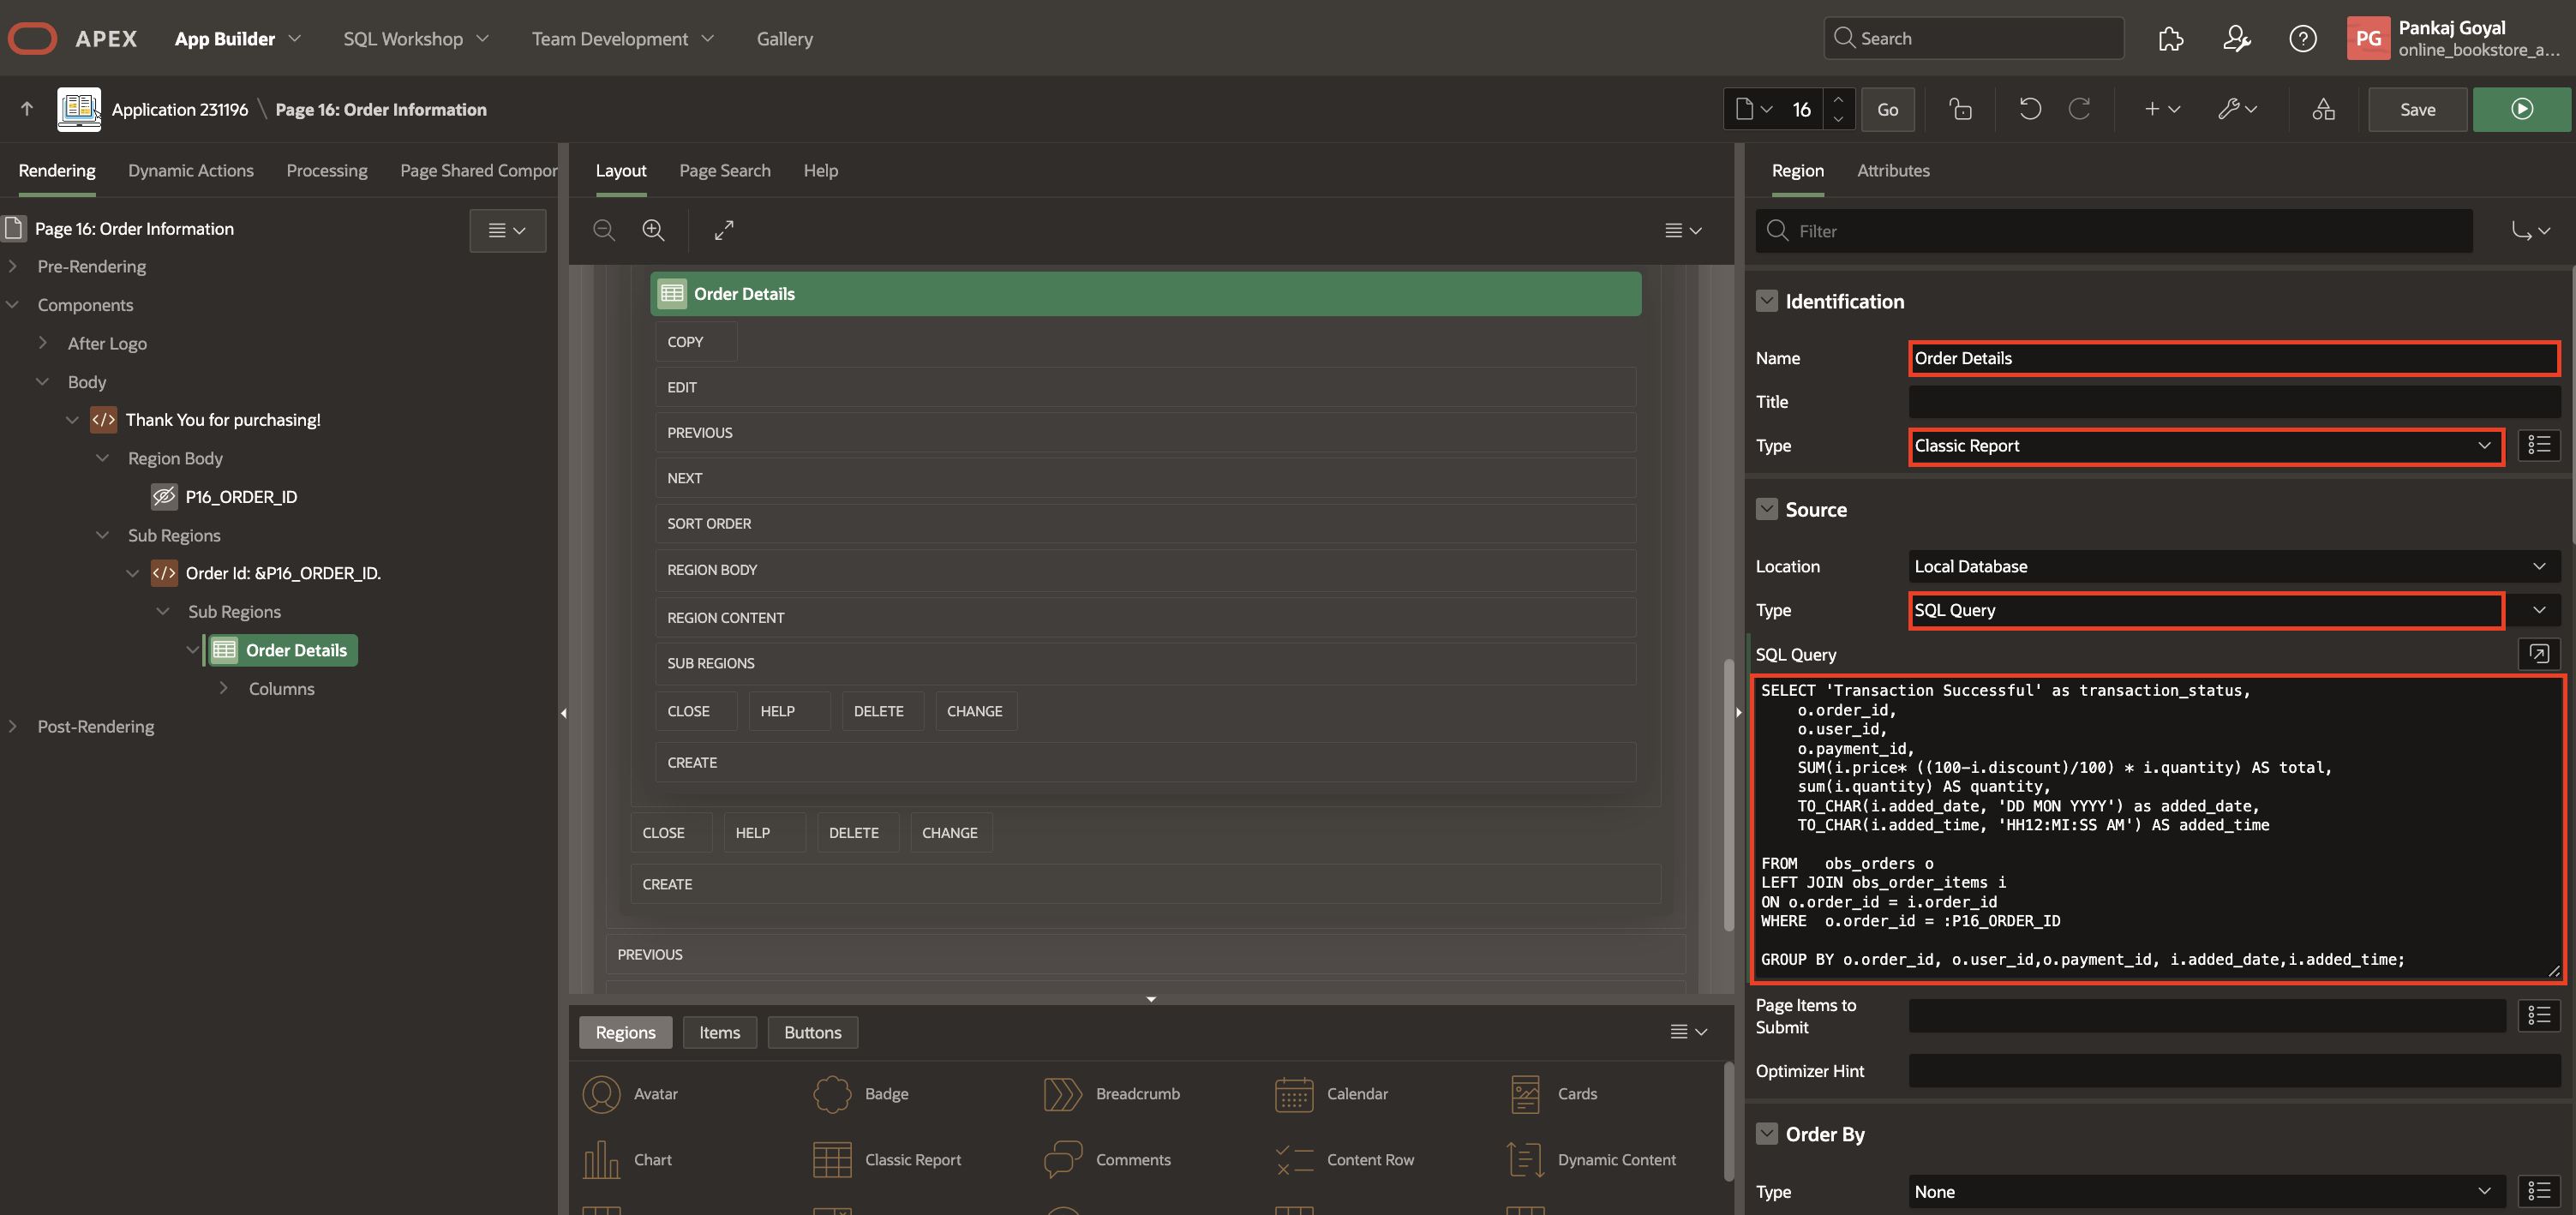 APEX App Builder SQL Workshop Team Development Gallery Search PG Pankaj Goyal
online_bookstore_a...
Application 231196 \ Page 16: Order Information 16 Go Save
Rendering Dynamic Actions Processing Page Shared Compor
Page 16: Order Information
Pre-Rendering
Components
After Logo
Body
Thank You for purchasing!
Region Body
P16_ORDER_ID
Sub Regions
Order Id: &P16_ORDER_ID.
Sub Regions
Order Details
Columns
Post-Rendering
Layout Page Search Help
Order Details
COPY
EDIT
PREVIOUS
NEXT
SORT ORDER
REGION BODY
REGION CONTENT
SUB REGIONS
CLOSE HELP DELETE CHANGE
CREATE
CLOSE HELP DELETE CHANGE
CREATE
PREVIOUS
Regions Items Buttons
Avatar Badge Breadcrumb Calendar Cards
Chart Classic Report Comments Content Row Dynamic Content
Region Attributes
Filter
Identification
Name Order Details
Title
Type Classic Report
Source
Location Local Database
Type SQL Query
SQL Query
SELECT 'Transaction Successful' as transaction_status,
o.order_id,
o.user_id,
o.payment_id,
SUM(i.price* ((100-i.discount)/100) * i.quantity) AS total,
sum(i.quantity) AS quantity,
TO_CHAR(i.added_date, 'DD MON YYYY') as added_date,
TO_CHAR(i.added_time, 'HH12:MI:SS AM') AS added_time
FROM obs_orders o
LEFT JOIN obs_order_items i
ON o.order_id = i.order_id
WHERE o.order_id = :P16_ORDER_ID
GROUP BY o.order_id, o.user_id,o.payment_id, i.added_date,i.added_time;
Page Items to
Submit
Optimizer Hint
Order By
Type None